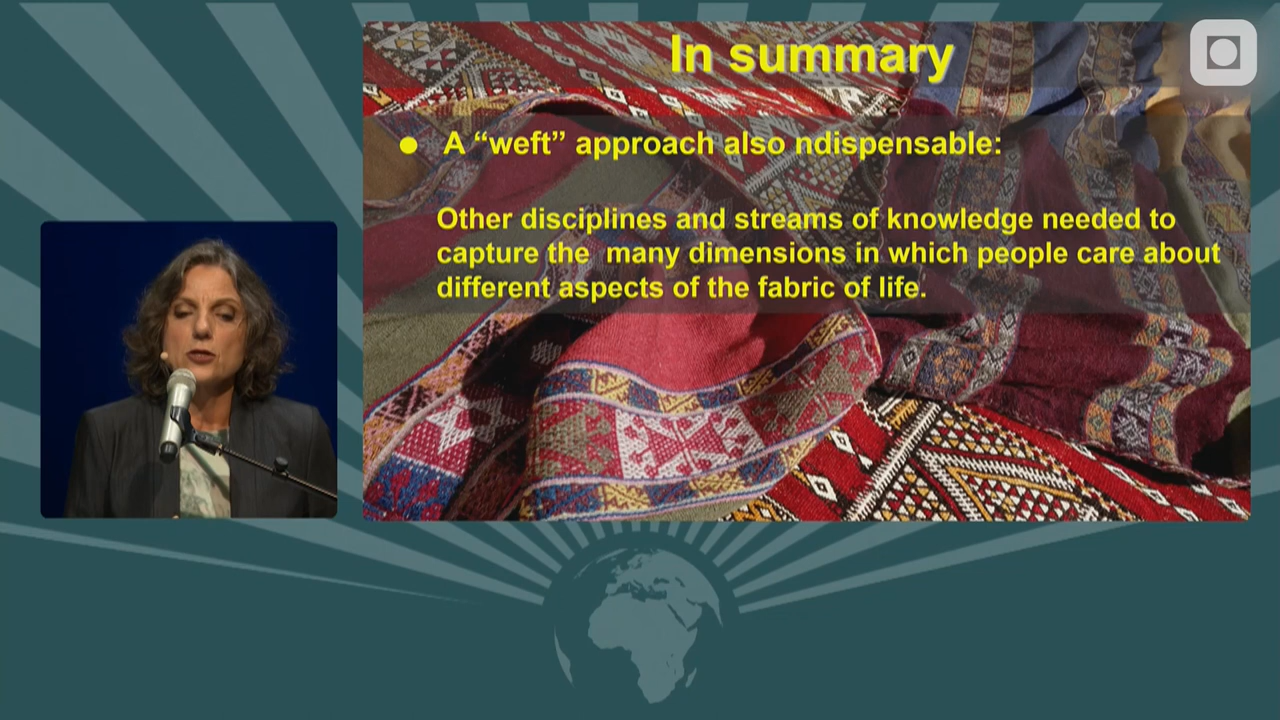 In summary
● A “weft” approach also ndispensable:
Other disciplines and streams of knowledge needed to
capture the  many dimensions in which people care about
different aspects of the fabric of life.